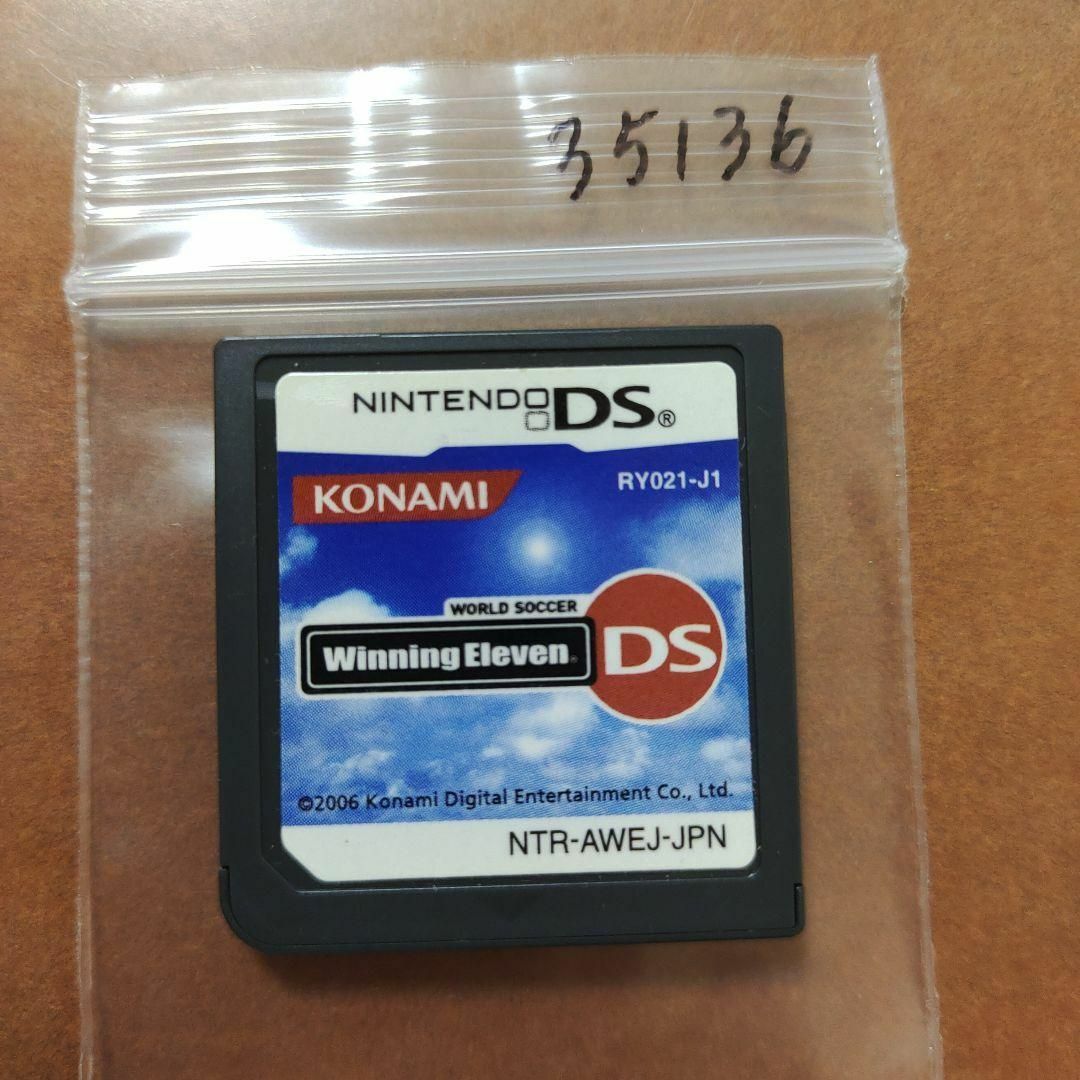 35136
NINTENDO DS®
KONAMI
RY021-J1
WORLD SOCCER
Winning Eleven®
DS
©2006 Konami Digital Entertainment Co., Ltd.
NTR-AWEJ-JPN